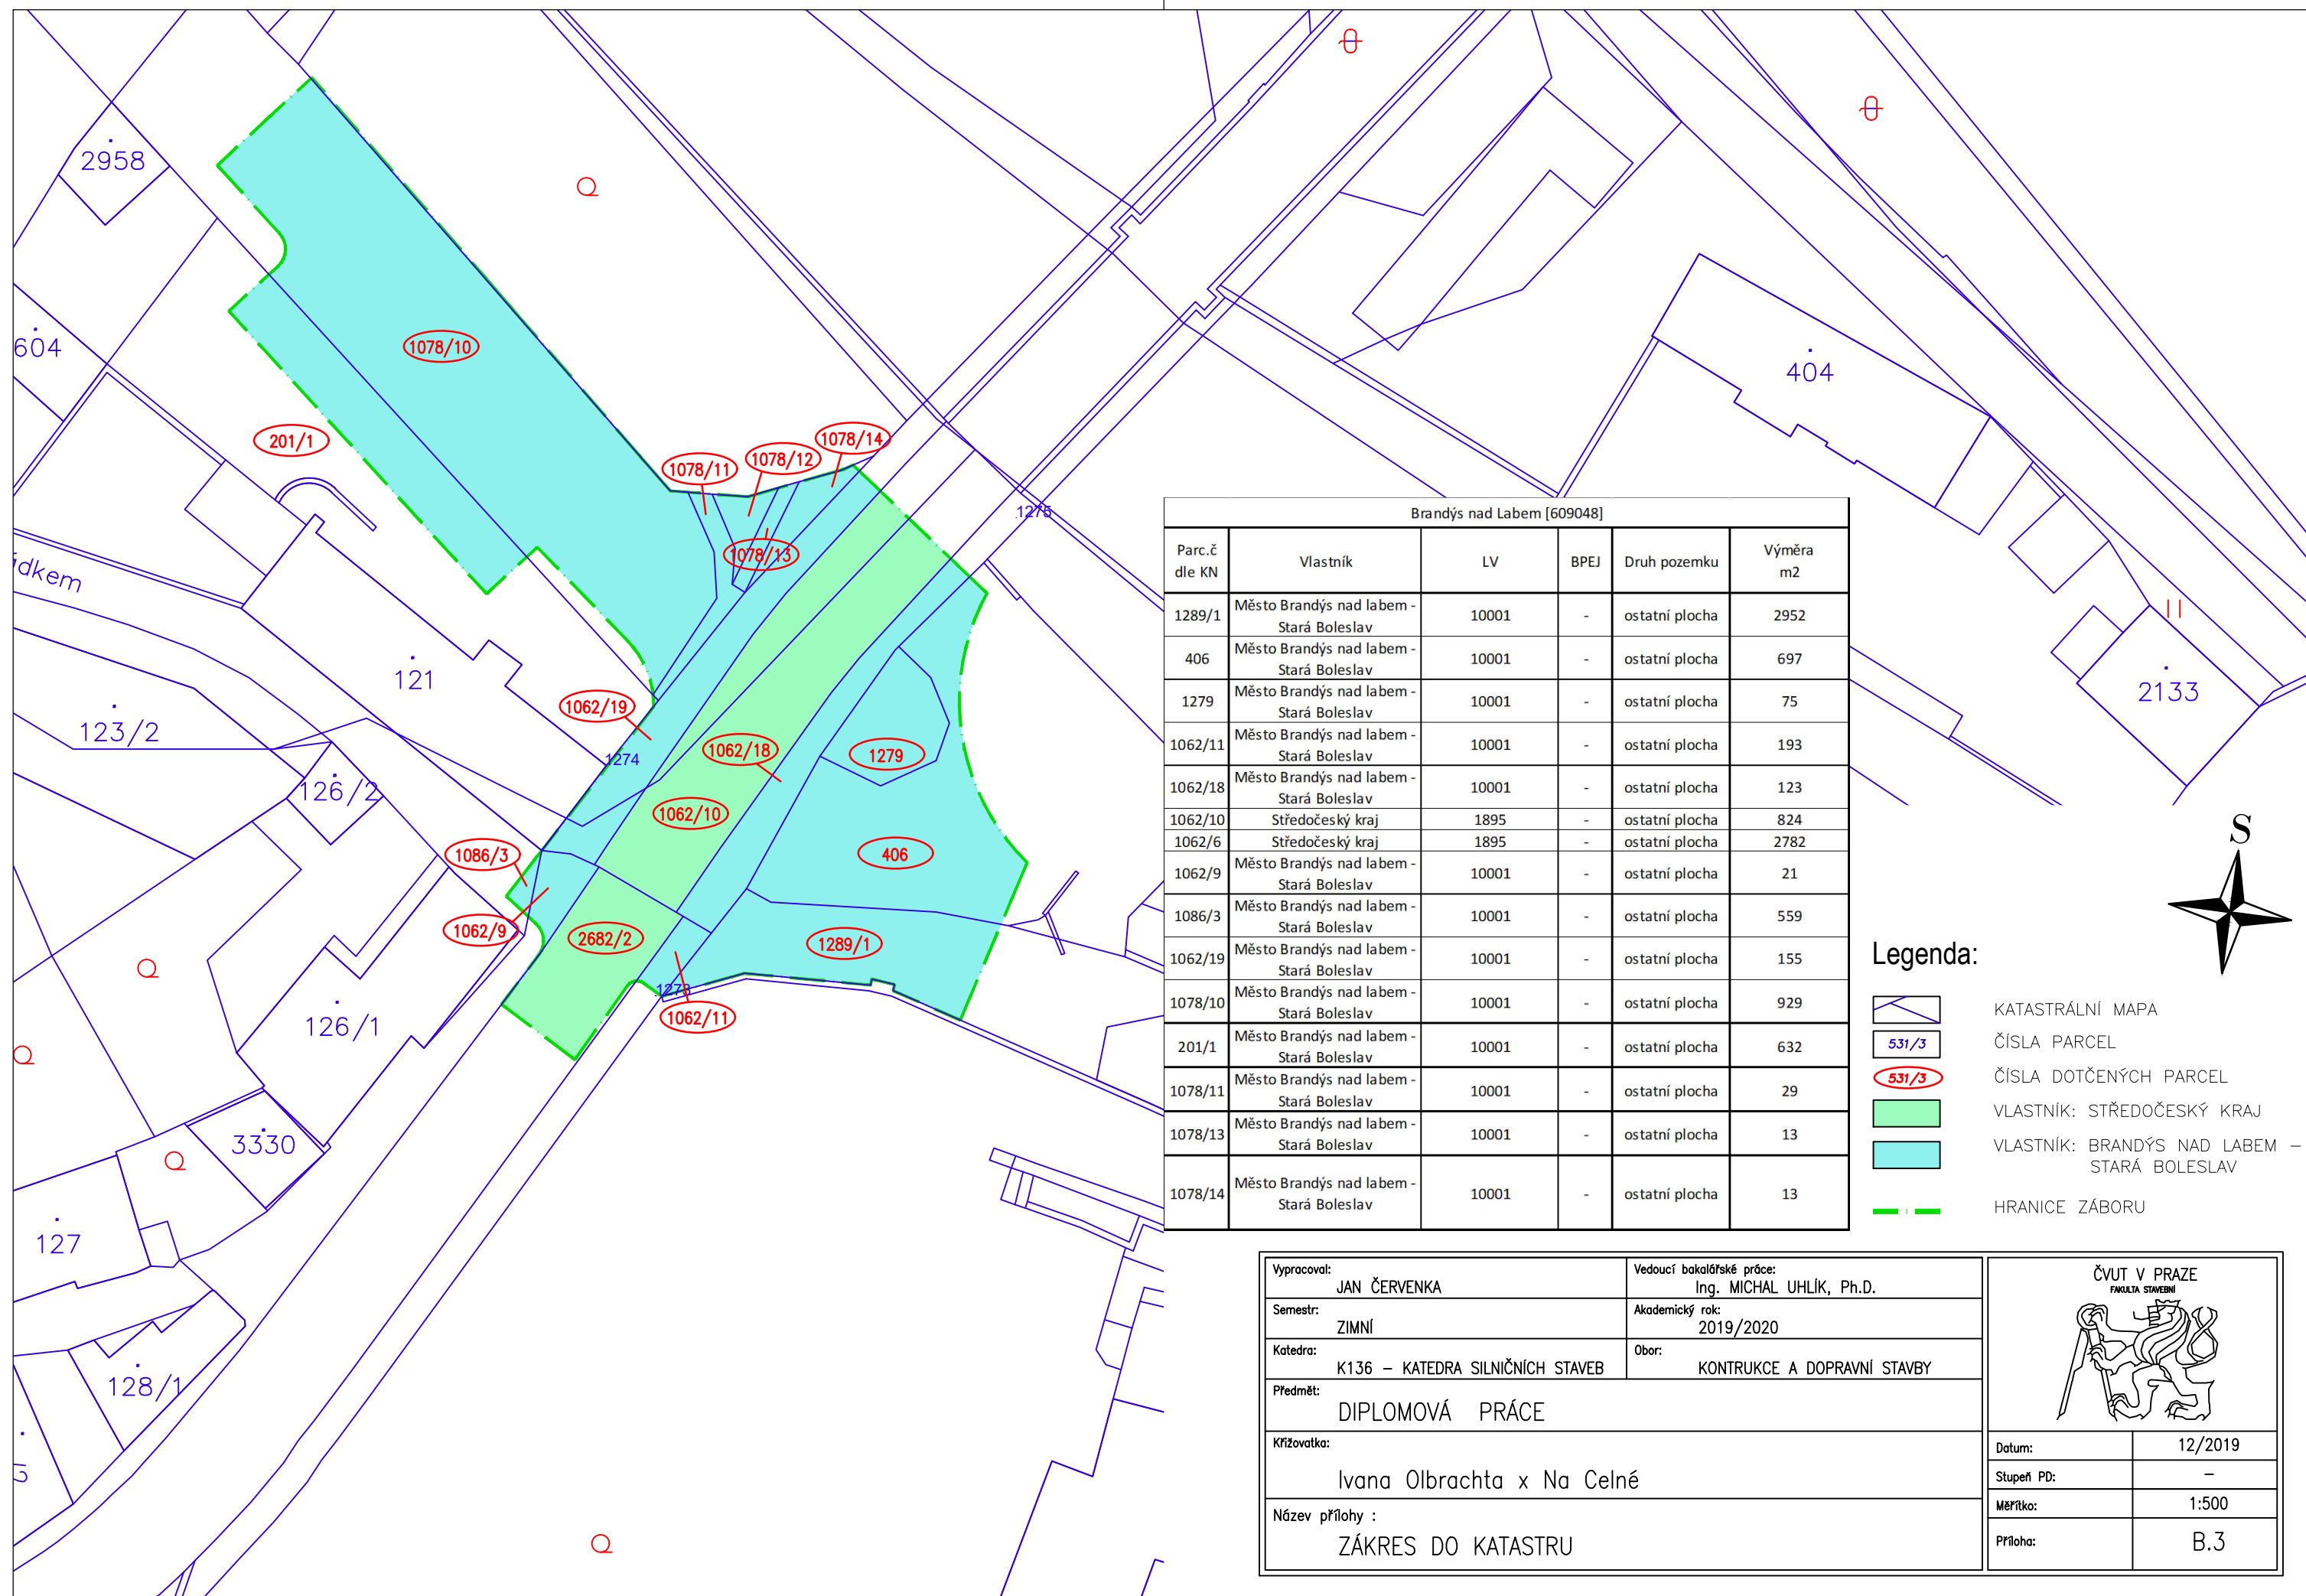 2958
604
1078/10
201/1
1078/11
1078/12
1078/14
1078/13
1275
404
ídkem
121
123/2
126/2
1062/19
1274
1062/18
1279
1062/10
406
1086/3
1062/9
2682/2
1289/1
1273
1062/11
126/1
3330
127
128/1
2133
Brandýs nad Labem [609048]
Parc.č dle KN Vlastník LV BPEJ Druh pozemku Výměra m2
1289/1 Město Brandýs nad labem - Stará Boleslav 10001 - ostatní plocha 2952
406 Město Brandýs nad labem - Stará Boleslav 10001 - ostatní plocha 697
1279 Město Brandýs nad labem - Stará Boleslav 10001 - ostatní plocha 75
1062/11 Město Brandýs nad labem - Stará Boleslav 10001 - ostatní plocha 193
1062/18 Město Brandýs nad labem - Stará Boleslav 10001 - ostatní plocha 123
1062/10 Středočeský kraj 1895 - ostatní plocha 824
1062/6 Středočeský kraj 1895 - ostatní plocha 2782
1062/9 Město Brandýs nad labem - Stará Boleslav 10001 - ostatní plocha 21
1086/3 Město Brandýs nad labem - Stará Boleslav 10001 - ostatní plocha 559
1062/19 Město Brandýs nad labem - Stará Boleslav 10001 - ostatní plocha 155
1078/10 Město Brandýs nad labem - Stará Boleslav 10001 - ostatní plocha 929
201/1 Město Brandýs nad labem - Stará Boleslav 10001 - ostatní plocha 632
1078/11 Město Brandýs nad labem - Stará Boleslav 10001 - ostatní plocha 29
1078/13 Město Brandýs nad labem - Stará Boleslav 10001 - ostatní plocha 13
1078/14 Město Brandýs nad labem - Stará Boleslav 10001 - ostatní plocha 13
S
Legenda:
KATASTRÁLNÍ MAPA
531/3 ČÍSLA PARCEL
531/3 ČÍSLA DOTČENÝCH PARCEL
VLASTNÍK: STŘEDOČESKÝ KRAJ
VLASTNÍK: BRANDÝS NAD LABEM –
STARÁ BOLESLAV
HRANICE ZÁBORU
Vypracoval:
JAN ČERVENKA
Vedoucí bakalářské práce:
Ing. MICHAL UHLÍK, Ph.D.
Semestr:
ZIMNÍ
Akademický rok:
2019/2020
Katedra:
K136 – KATEDRA SILNIČNÍCH STAVEB
Obor:
KONTRUKCE A DOPRAVNÍ STAVBY
Předmět:
DIPLOMOVÁ PRÁCE
Křižovatka:
Ivana Olbrachta x Na Celné
Název přílohy :
ZÁKRES DO KATASTRU
ČVUT V PRAZE
FAKULTA STAVEBNÍ
Datum: 12/2019
Stupeň PD: –
Měřítko: 1:500
Příloha: B.3